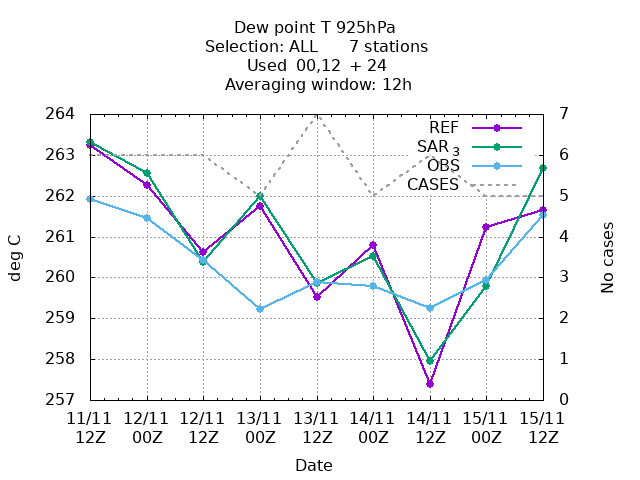 Dew point T 925hPa
Selection: ALL 7 stations
Used 00,12 + 24
Averaging window: 12h
264 7
REF
SAR 3
263 6
OBS
CASES
262 5
261 4
deg C
No cases
260 3
259 2
258 1
257 0
11/11 12/11 12/11 13/11 13/11 14/11 14/11 15/11 15/11
12Z 00Z 12Z 00Z 12Z 00Z 12Z 00Z 12Z
Date